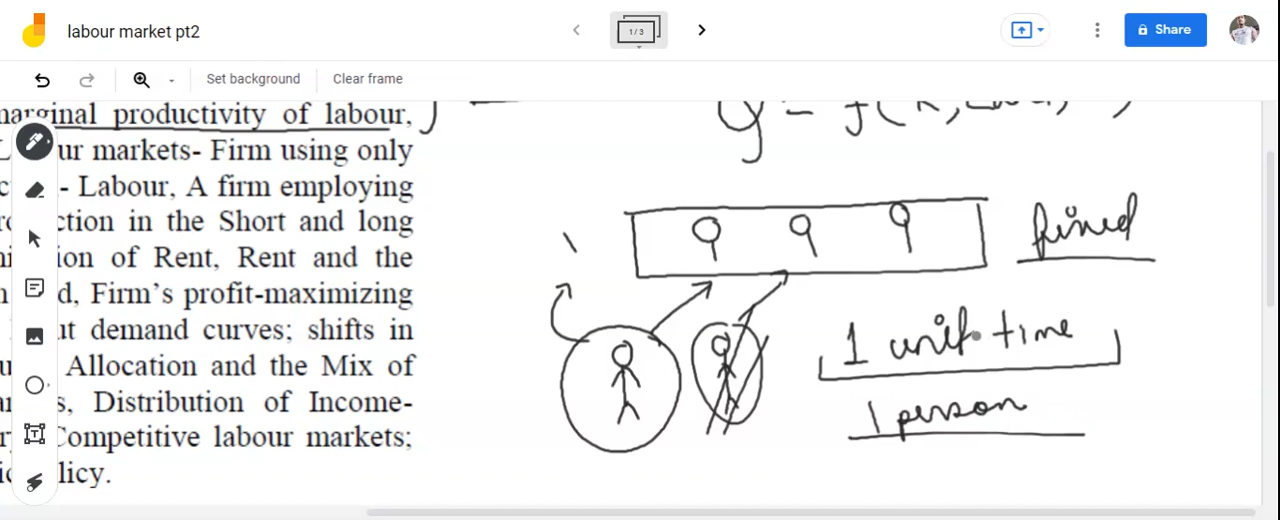 labour market pt2
1 / 3
Share
Set background
Clear frame
marginal productivity of labour,
ur markets- Firm using only
- Labour, A firm employing
ction in the Short and long
ion of Rent, Rent and the
d, Firm's profit-maximizing
ut demand curves; shifts in
Allocation and the Mix of
s, Distribution of Income-
Competitive labour markets;
licy.
y = f(K,
1 unit time
1 person